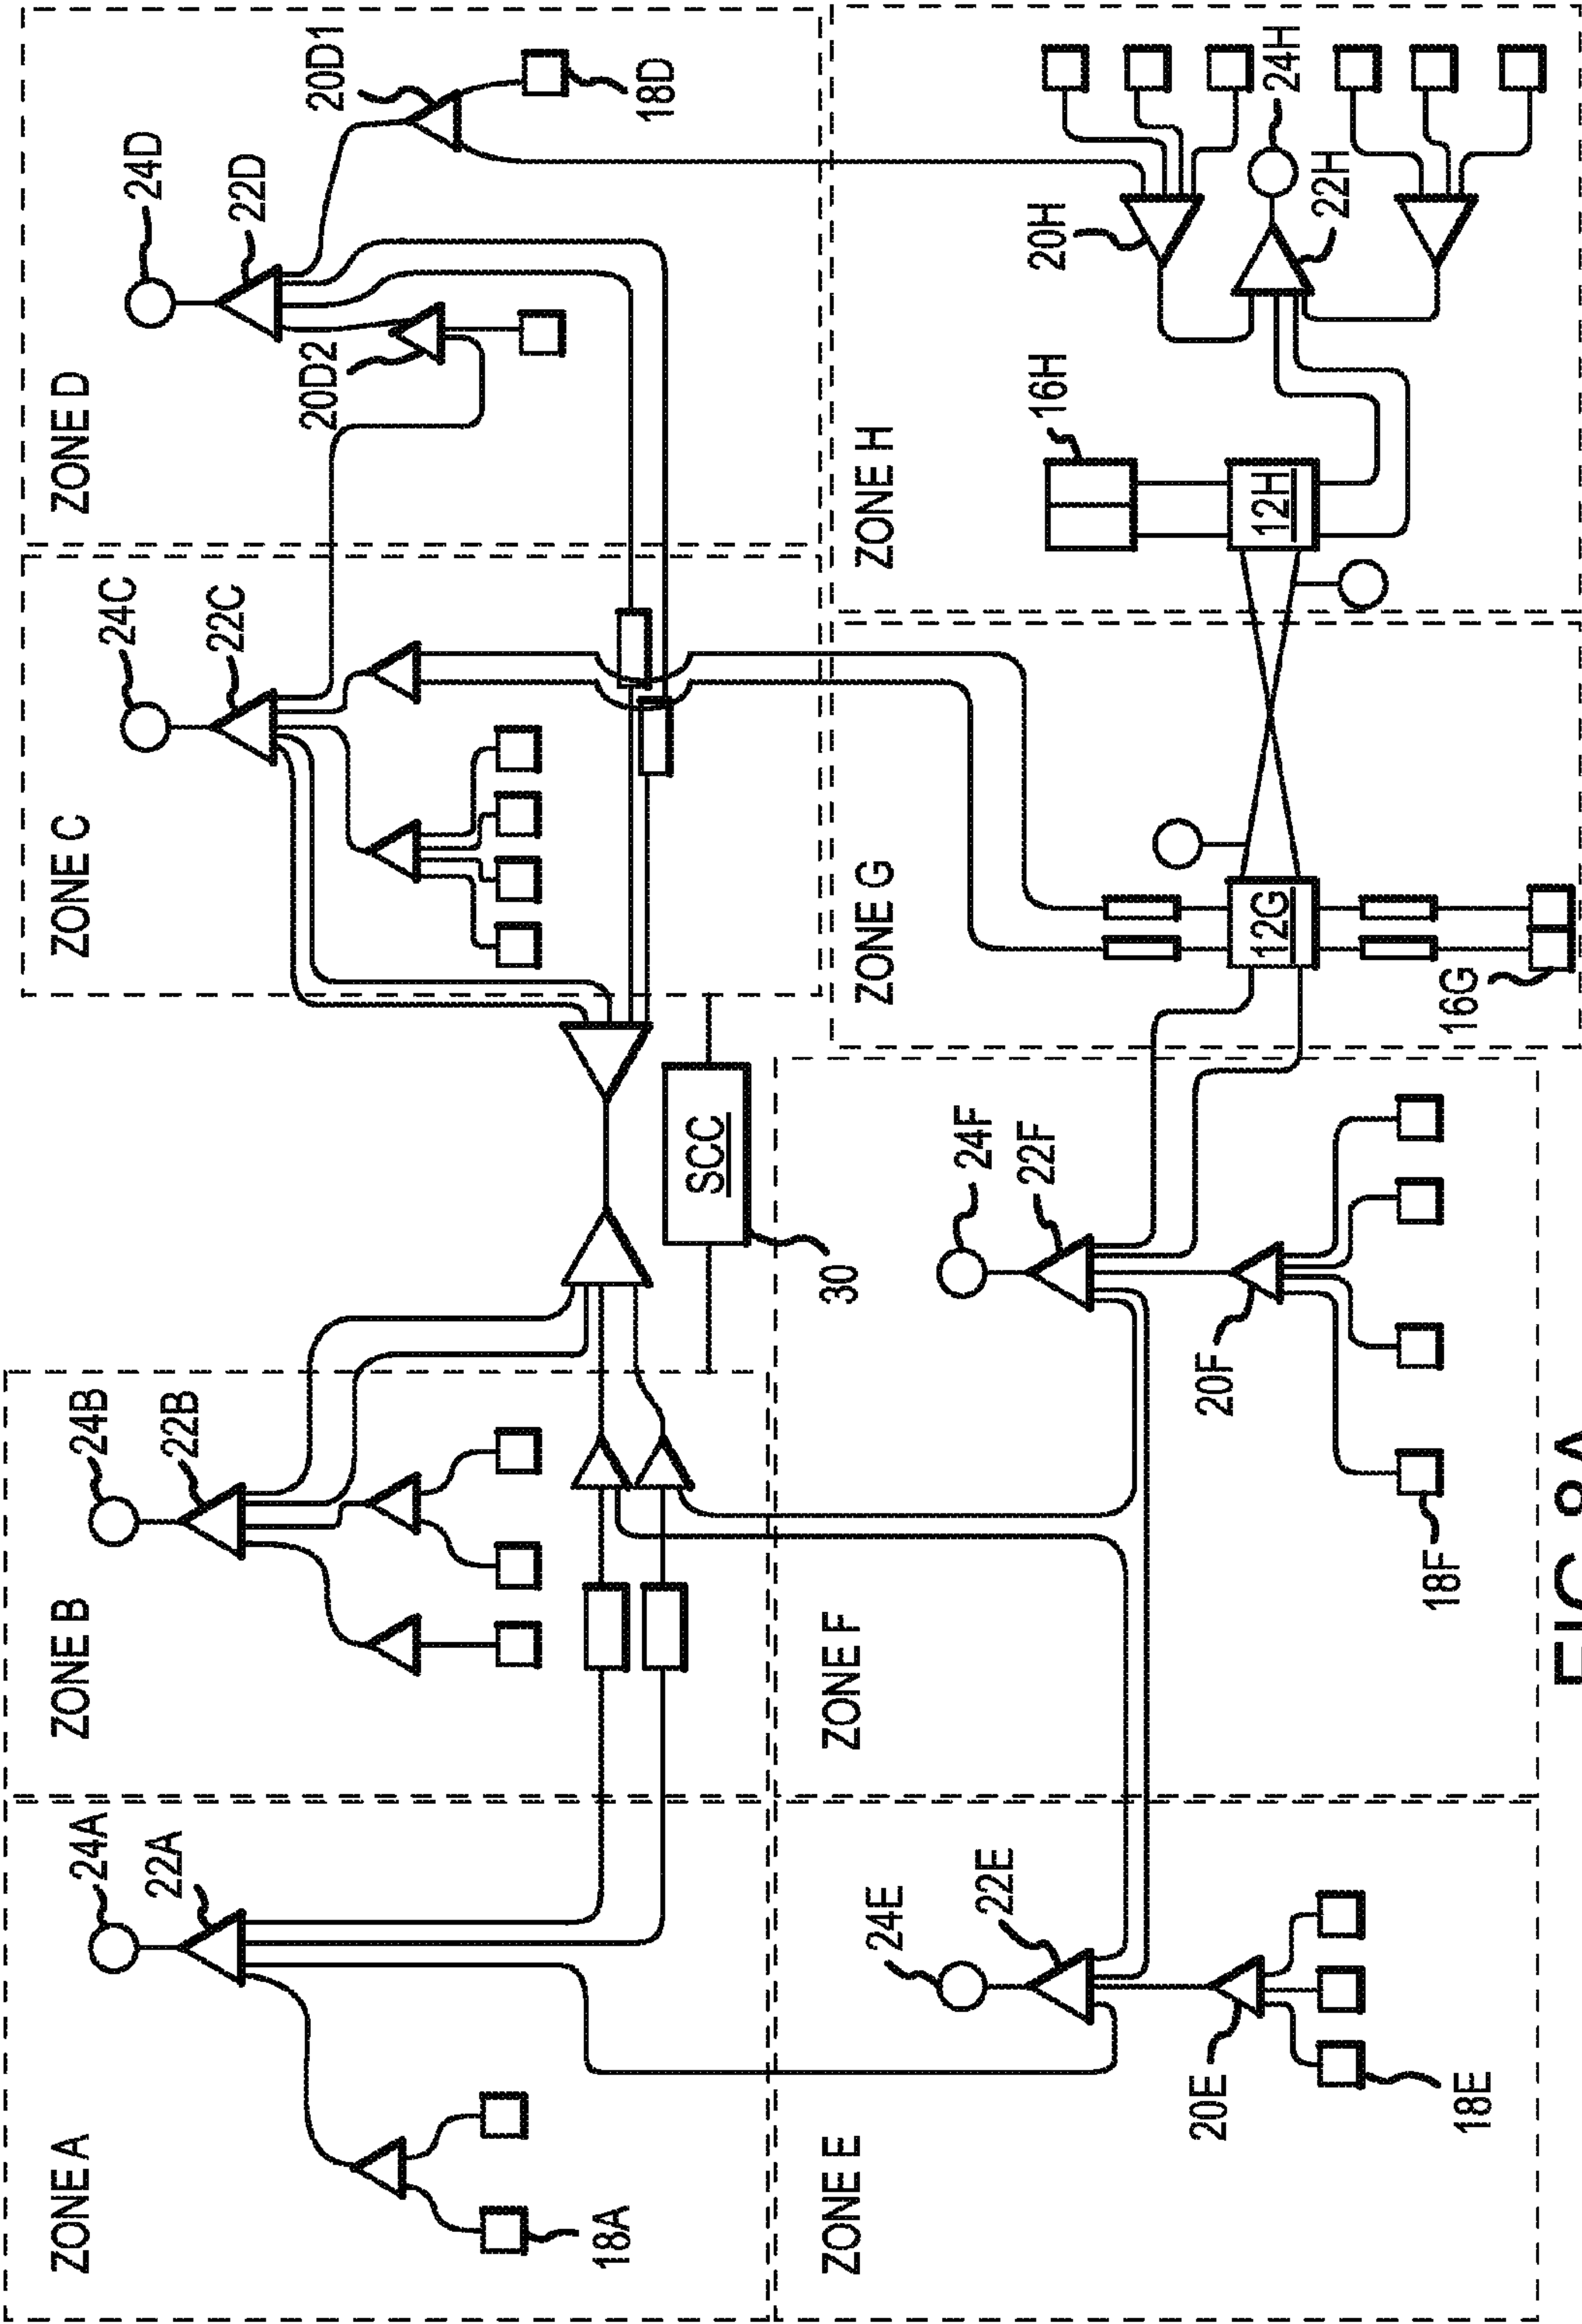 ZONE A
24A
22A
18A
ZONE B
24B
22B
ZONE C
24C
22C
ZONE D
24D
22D
20D1
20D2
18D
SCC
30
ZONE E
24E
22E
20E
18E
ZONE F
24F
22F
20F
18F
ZONE G
12G
16G
ZONE H
16H
12H
20H
22H
24H